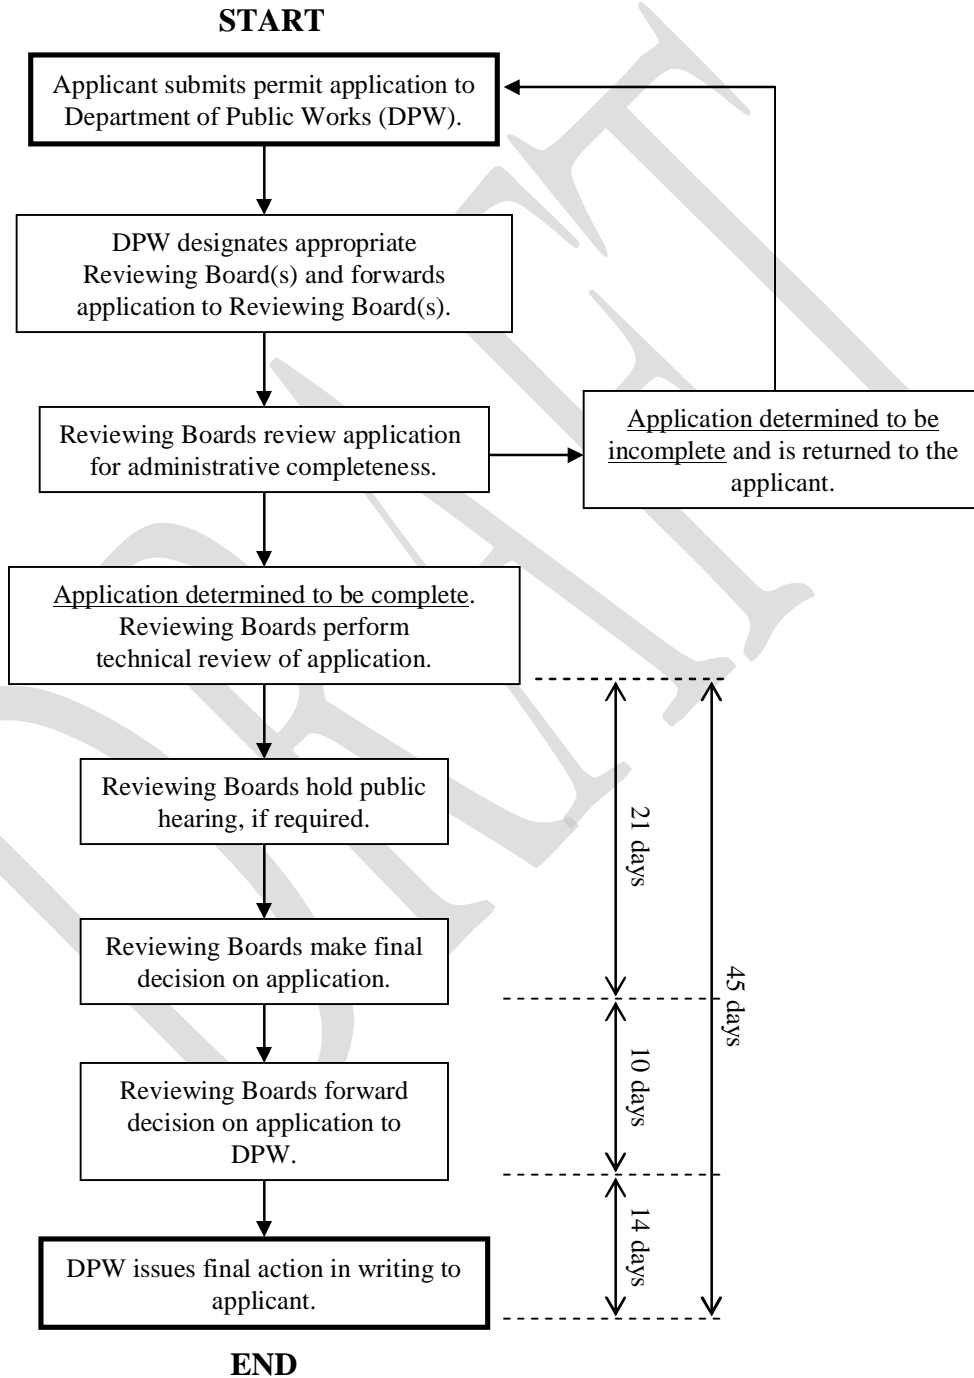 START
Applicant submits permit application to
Department of Public Works (DPW).
DPW designates appropriate
Reviewing Board(s) and forwards
application to Reviewing Board(s).
Reviewing Boards review application
for administrative completeness.
Application determined to be
incomplete and is returned to the
applicant.
Application determined to be complete.
Reviewing Boards perform
technical review of application.
Reviewing Boards hold public
hearing, if required.
21 days
Reviewing Boards make final
decision on application.
45 days
Reviewing Boards forward
decision on application to
DPW.
10 days
14 days
DPW issues final action in writing to
applicant.
END
DRAFT